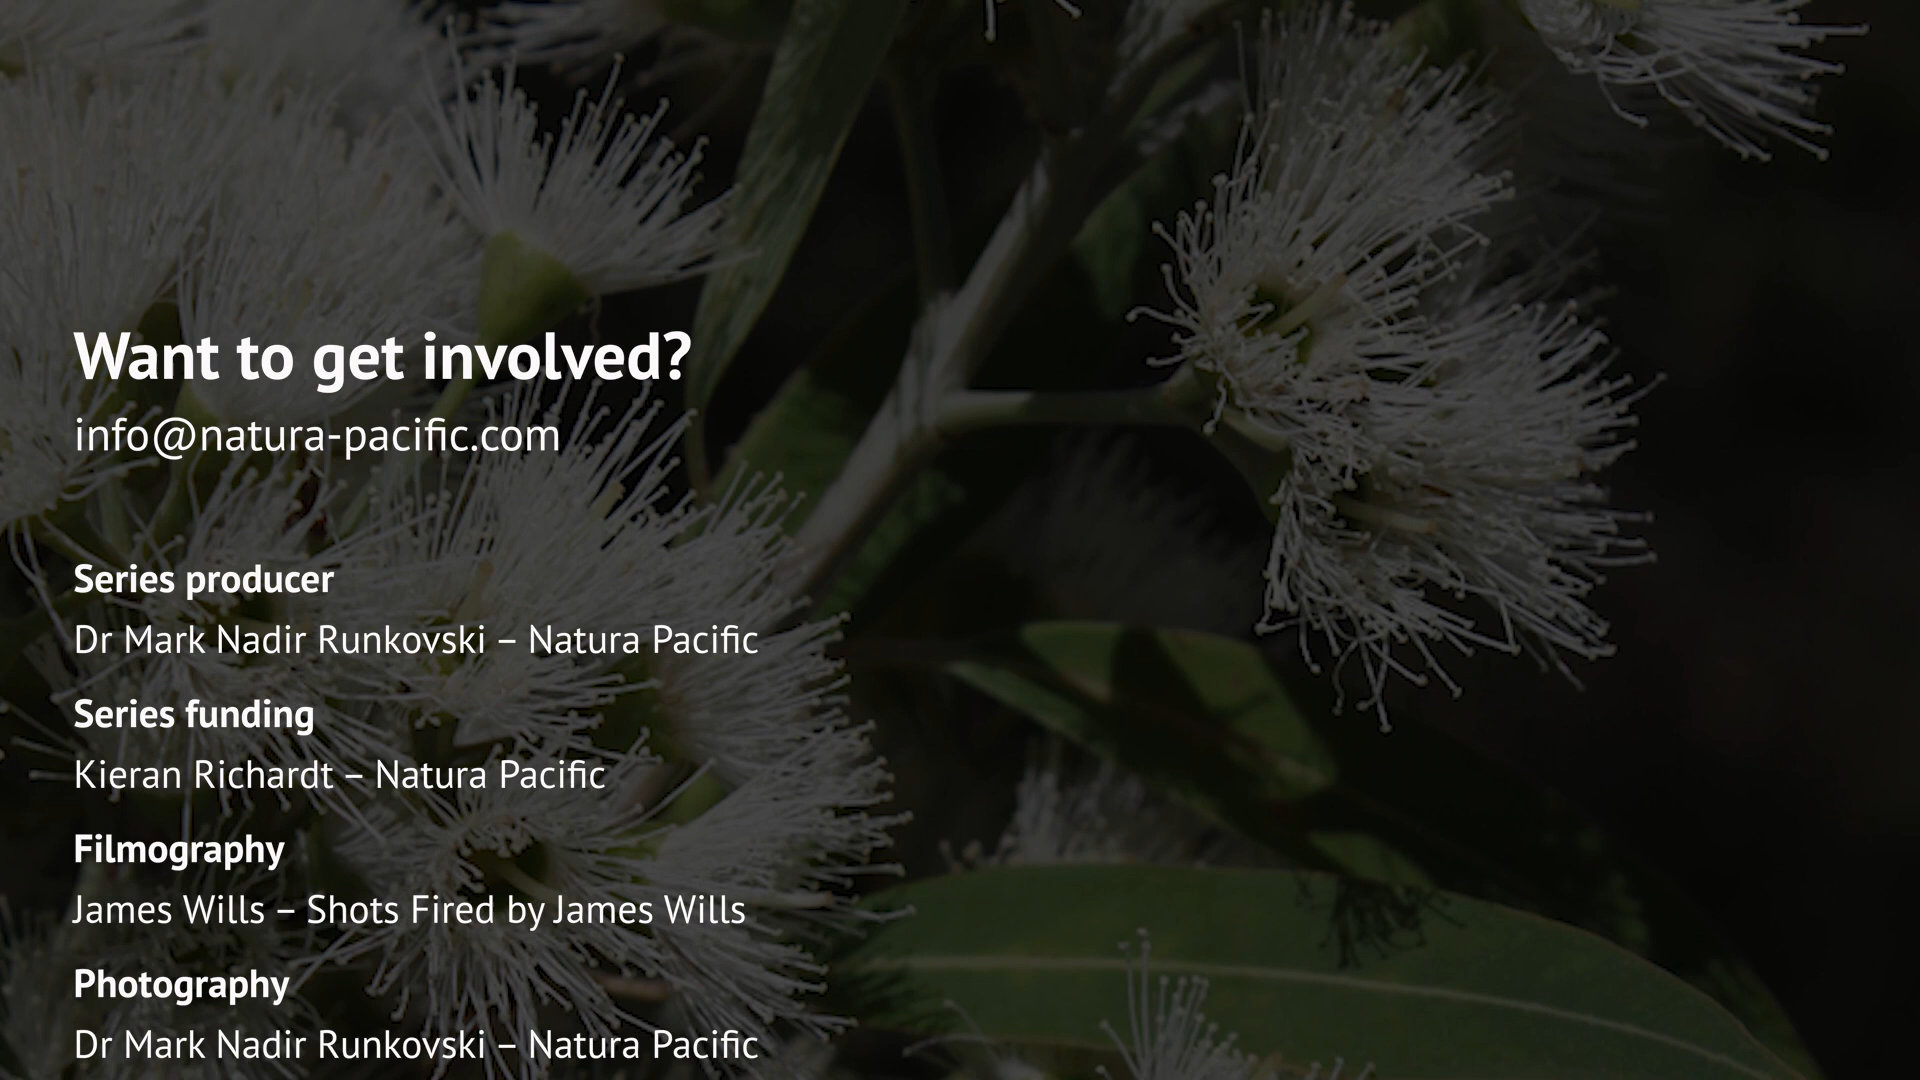 Want to get involved?
info@natura-pacific.com
Series producer
Dr Mark Nadir Runkovski – Natura Pacific
Series funding
Kieran Richardt – Natura Pacific
Filmography
James Wills – Shots Fired by James Wills
Photography
Dr Mark Nadir Runkovski – Natura Pacific